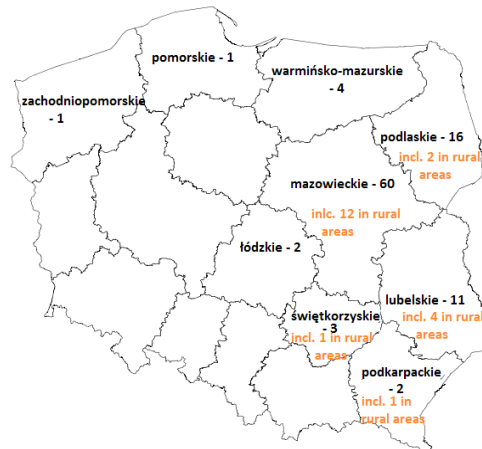 pomorskie - 1
warmińsko-mazurskie
- 4
zachodniopomorskie
- 1
podlaskie - 16
incl. 2 in rural
areas
mazowieckie - 60
inlc. 12 in rural
areas
łódzkie - 2
lubelskie - 11
incl. 4 in rural
areas
świętkorzyskie
- 3
incl. 1 in rural
areas
podkarpackie
- 2
incl. 1 in
rural areas